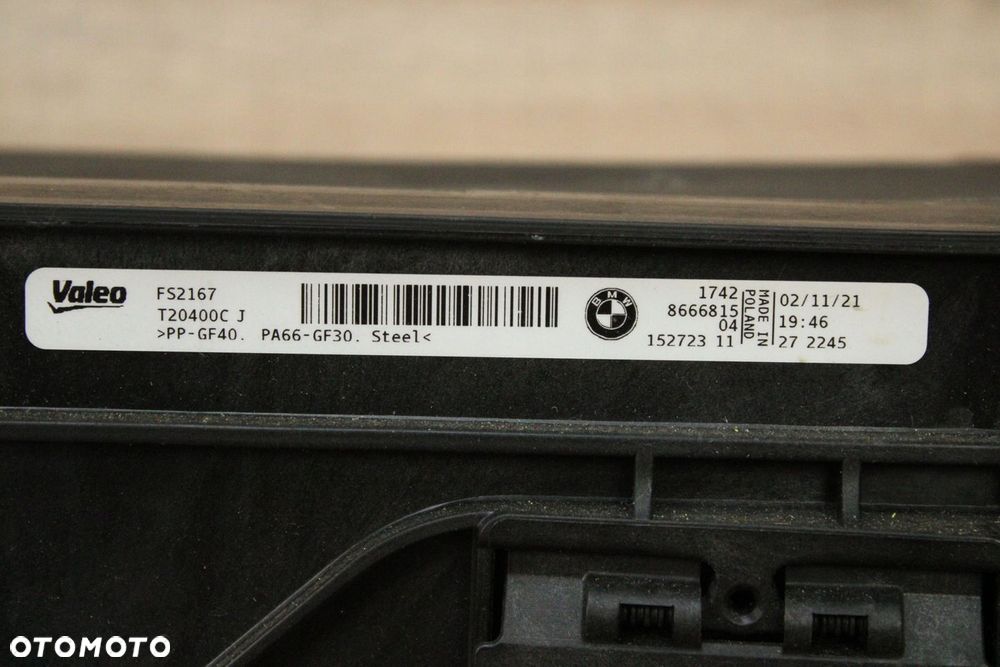 Valeo
FS2167
T20400C J
>PP-GF40. PA66-GF30. Steel<
BMW
1742
8666815
04
152723 11
MADE IN
POLAND
02/11/21
19:46
27 2245
OTOMOTO